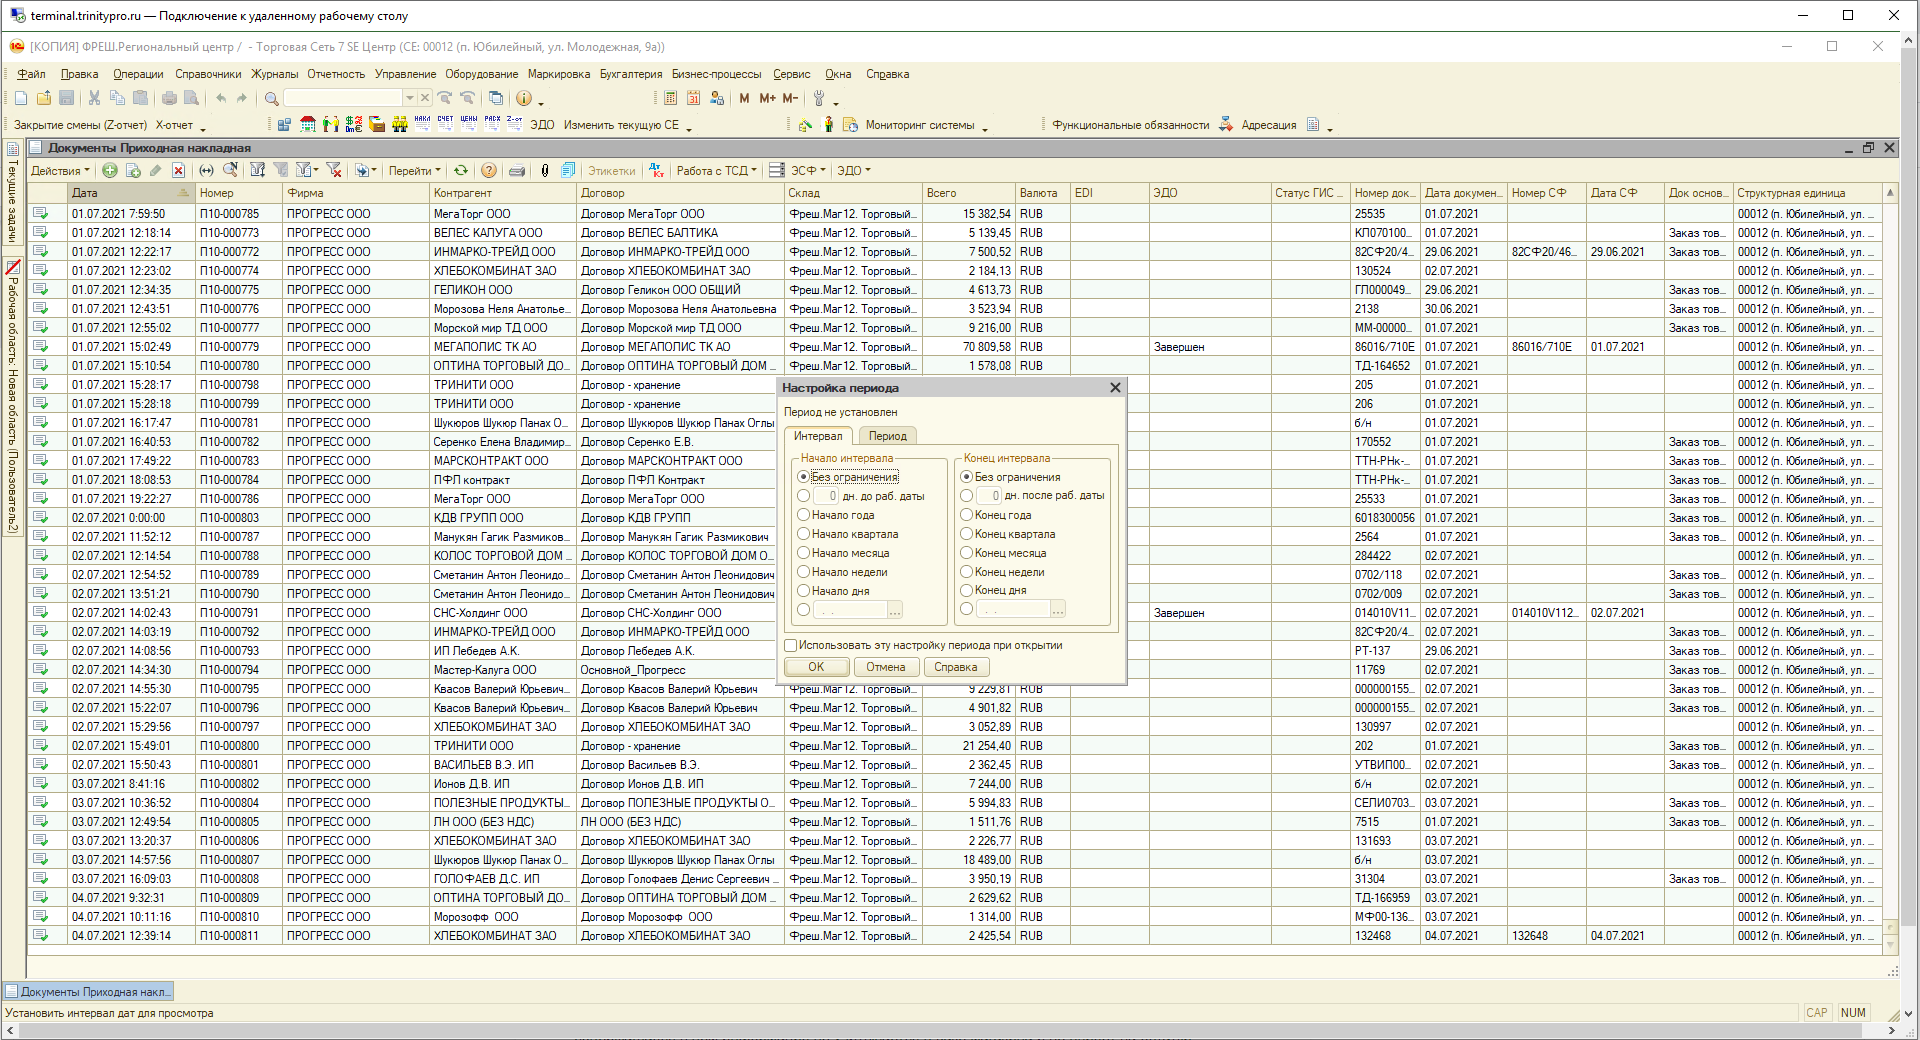 terminal.trinitypro.ru — Подключение к удаленному рабочему столу
[КОПИЯ] ФРЕШ.Региональный центр / - Торговая Сеть 7 SE Центр (CE: 00012 (п. Юбилейный, ул. Молодежная, 9а))
Файл Правка Операции Справочники Журналы Отчетность Управление Оборудование Маркировка Бухгалтерия Бизнес-процессы Сервис Окна Справка
M M+ M-
Закрытие смены (Z-отчет) X-отчет ЭДО Изменить текущую СЕ Мониторинг системы Функциональные обязанности Адресация
Текущие задачи
Рабочая область: Новая область (Пользователь2)
Документы Приходная накладная
Действия Перейти Этикетки Работа с ТСД ЭСФ ЭДО
Дата Номер Фирма Контрагент Договор Склад Всего Валюта EDI ЭДО Статус ГИС ... Номер док... Дата докумен... Номер СФ Дата СФ Док основ... Структурная единица
01.07.2021 7:59:50 П10-000785 ПРОГРЕСС ООО МегаТорг ООО Договор МегаТорг ООО Фреш.Маг12. Торговый... 15 382,54 RUB 25535 01.07.2021 00012 (п. Юбилейный, ул. ...
01.07.2021 12:18:14 П10-000773 ПРОГРЕСС ООО ВЕЛЕС КАЛУГА ООО Договор ВЕЛЕС БАЛТИКА Фреш.Маг12. Торговый... 5 139,45 RUB КЛ070100... 01.07.2021 Заказ тов... 00012 (п. Юбилейный, ул. ...
01.07.2021 12:22:17 П10-000772 ПРОГРЕСС ООО ИНМАРКО-ТРЕЙД ООО Договор ИНМАРКО-ТРЕЙД ООО Фреш.Маг12. Торговый... 7 500,52 RUB 82СФ20/4... 29.06.2021 82СФ20/46... 29.06.2021 Заказ тов... 00012 (п. Юбилейный, ул. ...
01.07.2021 12:23:02 П10-000774 ПРОГРЕСС ООО ХЛЕБОКОМБИНАТ ЗАО Договор ХЛЕБОКОМБИНАТ ЗАО Фреш.Маг12. Торговый... 2 184,13 RUB 130524 02.07.2021 00012 (п. Юбилейный, ул. ...
01.07.2021 12:34:35 П10-000775 ПРОГРЕСС ООО ГЕЛИКОН ООО Договор Геликон ООО ОБЩИЙ Фреш.Маг12. Торговый... 4 613,73 RUB ГЛ000049... 29.06.2021 Заказ тов... 00012 (п. Юбилейный, ул. ...
01.07.2021 12:43:51 П10-000776 ПРОГРЕСС ООО Морозова Неля Анатолье... Договор Морозова Неля Анатольевна Фреш.Маг12. Торговый... 3 523,94 RUB 2138 30.06.2021 Заказ тов... 00012 (п. Юбилейный, ул. ...
01.07.2021 12:55:02 П10-000777 ПРОГРЕСС ООО Морской мир ТД ООО Договор Морской мир ТД ООО Фреш.Маг12. Торговый... 9 216,00 RUB ММ-00000... 01.07.2021 Заказ тов... 00012 (п. Юбилейный, ул. ...
01.07.2021 15:02:49 П10-000779 ПРОГРЕСС ООО МЕГАПОЛИС ТК АО Договор МЕГАПОЛИС ТК АО Фреш.Маг12. Торговый... 70 809,58 RUB Завершен 86016/710Е 01.07.2021 86016/710Е 01.07.2021 00012 (п. Юбилейный, ул. ...
01.07.2021 15:10:54 П10-000780 ПРОГРЕСС ООО ОПТИНА ТОРГОВЫЙ ДО... Договор ОПТИНА ТОРГОВЫЙ ДОМ ... Фреш.Маг12. Торговый... 1 578,08 RUB ТД-164652 01.07.2021 00012 (п. Юбилейный, ул. ...
01.07.2021 15:28:17 П10-000798 ПРОГРЕСС ООО ТРИНИТИ ООО Договор - хранение 205 01.07.2021 00012 (п. Юбилейный, ул. ...
01.07.2021 15:28:18 П10-000799 ПРОГРЕСС ООО ТРИНИТИ ООО Договор - хранение 206 01.07.2021 00012 (п. Юбилейный, ул. ...
01.07.2021 16:17:47 П10-000781 ПРОГРЕСС ООО Шукюров Шукюр Панах О... Договор Шукюров Шукюр Панах Оглы б/н 01.07.2021 00012 (п. Юбилейный, ул. ...
01.07.2021 16:40:53 П10-000782 ПРОГРЕСС ООО Серенко Елена Владимир... Договор Серенко Е.В. 170552 01.07.2021 Заказ тов... 00012 (п. Юбилейный, ул. ...
01.07.2021 17:49:22 П10-000783 ПРОГРЕСС ООО МАРСКОНТРАКТ ООО Договор МАРСКОНТРАКТ ООО ТТН-РНк-... 01.07.2021 Заказ тов... 00012 (п. Юбилейный, ул. ...
01.07.2021 18:08:53 П10-000784 ПРОГРЕСС ООО ПФЛ контракт Договор ПФЛ Контракт ТТН-РНк-... 01.07.2021 Заказ тов... 00012 (п. Юбилейный, ул. ...
01.07.2021 19:22:27 П10-000786 ПРОГРЕСС ООО МегаТорг ООО Договор МегаТорг ООО 25533 01.07.2021 Заказ тов... 00012 (п. Юбилейный, ул. ...
02.07.2021 0:00:00 П10-000803 ПРОГРЕСС ООО КДВ ГРУПП ООО Договор КДВ ГРУПП 6018300056 01.07.2021 Заказ тов... 00012 (п. Юбилейный, ул. ...
02.07.2021 11:52:12 П10-000787 ПРОГРЕСС ООО Манукян Гагик Размиков... Договор Манукян Гагик Размикович 2564 01.07.2021 Заказ тов... 00012 (п. Юбилейный, ул. ...
02.07.2021 12:14:54 П10-000788 ПРОГРЕСС ООО КОЛОС ТОРГОВОЙ ДОМ ... Договор КОЛОС ТОРГОВОЙ ДОМ О... 284422 02.07.2021 00012 (п. Юбилейный, ул. ...
02.07.2021 12:54:52 П10-000789 ПРОГРЕСС ООО Сметанин Антон Леонидо... Договор Сметанин Антон Леонидович 0702/118 02.07.2021 Заказ тов... 00012 (п. Юбилейный, ул. ...
02.07.2021 13:51:21 П10-000790 ПРОГРЕСС ООО Сметанин Антон Леонидо... Договор Сметанин Антон Леонидович 0702/009 02.07.2021 Заказ тов... 00012 (п. Юбилейный, ул. ...
02.07.2021 14:02:43 П10-000791 ПРОГРЕСС ООО СНС-Холдинг ООО Договор СНС-Холдинг ООО Завершен 014010V11... 02.07.2021 014010V112... 02.07.2021 00012 (п. Юбилейный, ул. ...
02.07.2021 14:03:19 П10-000792 ПРОГРЕСС ООО ИНМАРКО-ТРЕЙД ООО Договор ИНМАРКО-ТРЕЙД ООО 82СФ20/4... 02.07.2021 Заказ тов... 00012 (п. Юбилейный, ул. ...
02.07.2021 14:08:56 П10-000793 ПРОГРЕСС ООО ИП Лебедев А.К. Договор Лебедев А.К. РТ-137 29.06.2021 Заказ тов... 00012 (п. Юбилейный, ул. ...
02.07.2021 14:34:30 П10-000794 ПРОГРЕСС ООО Мастер-Калуга ООО Основной_Прогресс 11769 02.07.2021 Заказ тов... 00012 (п. Юбилейный, ул. ...
02.07.2021 14:55:30 П10-000795 ПРОГРЕСС ООО Квасов Валерий Юрьевич... Договор Квасов Валерий Юрьевич Фреш.Маг12. Торговый... 9 229,81 RUB 000000155... 02.07.2021 Заказ тов... 00012 (п. Юбилейный, ул. ...
02.07.2021 15:22:07 П10-000796 ПРОГРЕСС ООО Квасов Валерий Юрьевич... Договор Квасов Валерий Юрьевич Фреш.Маг12. Торговый... 4 901,82 RUB 000000155... 02.07.2021 Заказ тов... 00012 (п. Юбилейный, ул. ...
02.07.2021 15:29:56 П10-000797 ПРОГРЕСС ООО ХЛЕБОКОМБИНАТ ЗАО Договор ХЛЕБОКОМБИНАТ ЗАО Фреш.Маг12. Торговый... 3 052,89 RUB 130997 02.07.2021 00012 (п. Юбилейный, ул. ...
02.07.2021 15:49:01 П10-000800 ПРОГРЕСС ООО ТРИНИТИ ООО Договор - хранение Фреш.Маг12. Торговый... 21 254,40 RUB 202 01.07.2021 Заказ тов... 00012 (п. Юбилейный, ул. ...
02.07.2021 15:50:43 П10-000801 ПРОГРЕСС ООО ВАСИЛЬЕВ В.Э. ИП Договор Васильев В.Э. Фреш.Маг12. Торговый... 2 362,45 RUB УТВИП00... 02.07.2021 Заказ тов... 00012 (п. Юбилейный, ул. ...
03.07.2021 8:41:16 П10-000802 ПРОГРЕСС ООО Ионов Д.В. ИП Договор Ионов Д.В. ИП Фреш.Маг12. Торговый... 7 244,00 RUB б/н 02.07.2021 00012 (п. Юбилейный, ул. ...
03.07.2021 10:36:52 П10-000804 ПРОГРЕСС ООО ПОЛЕЗНЫЕ ПРОДУКТЫ... Договор ПОЛЕЗНЫЕ ПРОДУКТЫ О... Фреш.Маг12. Торговый... 5 994,83 RUB СЕЛИ0703... 03.07.2021 Заказ тов... 00012 (п. Юбилейный, ул. ...
03.07.2021 12:49:54 П10-000805 ПРОГРЕСС ООО ЛН ООО (БЕЗ НДС) ЛН ООО (БЕЗ НДС) Фреш.Маг12. Торговый... 1 511,76 RUB 7515 01.07.2021 Заказ тов... 00012 (п. Юбилейный, ул. ...
03.07.2021 13:20:37 П10-000806 ПРОГРЕСС ООО ХЛЕБОКОМБИНАТ ЗАО Договор ХЛЕБОКОМБИНАТ ЗАО Фреш.Маг12. Торговый... 2 226,77 RUB 131693 03.07.2021 00012 (п. Юбилейный, ул. ...
03.07.2021 14:57:56 П10-000807 ПРОГРЕСС ООО Шукюров Шукюр Панах О... Договор Шукюров Шукюр Панах Оглы Фреш.Маг12. Торговый... 18 489,00 RUB б/н 03.07.2021 00012 (п. Юбилейный, ул. ...
03.07.2021 16:09:03 П10-000808 ПРОГРЕСС ООО ГОЛОФАЕВ Д.С. ИП Договор Голофаев Денис Сергеевич ... Фреш.Маг12. Торговый... 3 950,19 RUB 31304 03.07.2021 Заказ тов... 00012 (п. Юбилейный, ул. ...
04.07.2021 9:32:31 П10-000809 ПРОГРЕСС ООО ОПТИНА ТОРГОВЫЙ ДО... Договор ОПТИНА ТОРГОВЫЙ ДОМ ... Фреш.Маг12. Торговый... 2 629,62 RUB ТД-166959 03.07.2021 00012 (п. Юбилейный, ул. ...
04.07.2021 10:11:16 П10-000810 ПРОГРЕСС ООО Морозофф ООО Договор Морозофф ООО Фреш.Маг12. Торговый... 1 314,00 RUB МФ00-136... 03.07.2021 00012 (п. Юбилейный, ул. ...
04.07.2021 12:39:14 П10-000811 ПРОГРЕСС ООО ХЛЕБОКОМБИНАТ ЗАО Договор ХЛЕБОКОМБИНАТ ЗАО Фреш.Маг12. Торговый... 2 425,54 RUB 132468 04.07.2021 132648 04.07.2021 00012 (п. Юбилейный, ул. ...
Настройка периода
Период не установлен
Интервал Период
Начало интервала Конец интервала
Без ограничения Без ограничения
0 дн. до раб. даты 0 дн. после раб. даты
Начало года Конец года
Начало квартала Конец квартала
Начало месяца Конец месяца
Начало недели Конец недели
Начало дня Конец дня
. . ... . . ...
Использовать эту настройку периода при открытии
OK Отмена Справка
Документы Приходная накл...
Установить интервал дат для просмотра CAP NUM